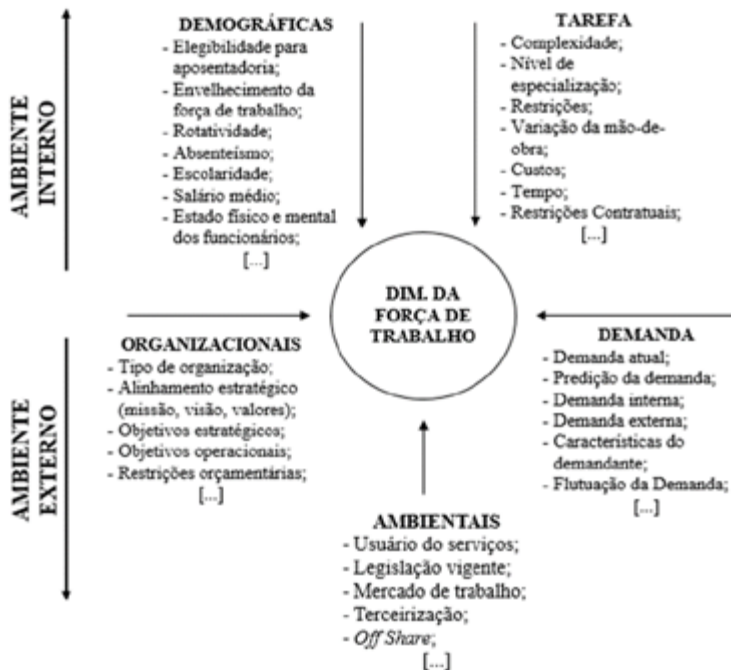 AMBIENTE
INTERNO
DEMOGRÁFICAS
- Elegibilidade para
aposentadoria;
- Envelhecimento da
força de trabalho;
- Rotatividade;
- Absenteísmo;
- Escolaridade;
- Salário médio;
- Estado físico e mental
dos funcionários;
[...]
TAREFA
- Complexidade;
- Nível de
especialização;
- Restrições;
- Variação da mão-de-
obra;
- Custos;
- Tempo;
- Restrições Contratuais;
[...]
DIM. DA
FORÇA DE
TRABALHO
AMBIENTE
EXTERNO
ORGANIZACIONAIS
- Tipo de organização;
- Alinhamento estratégico
(missão, visão, valores);
- Objetivos estratégicos;
- Objetivos operacionais;
- Restrições orçamentárias;
[...]
DEMANDA
- Demanda atual;
- Predição da demanda;
- Demanda interna;
- Demanda externa;
- Características do
demandante;
- Flutuação da Demanda;
[...]
AMBIENTAIS
- Usuário do serviços;
- Legislação vigente;
- Mercado de trabalho;
- Terceirização;
- Off Share;
[...]